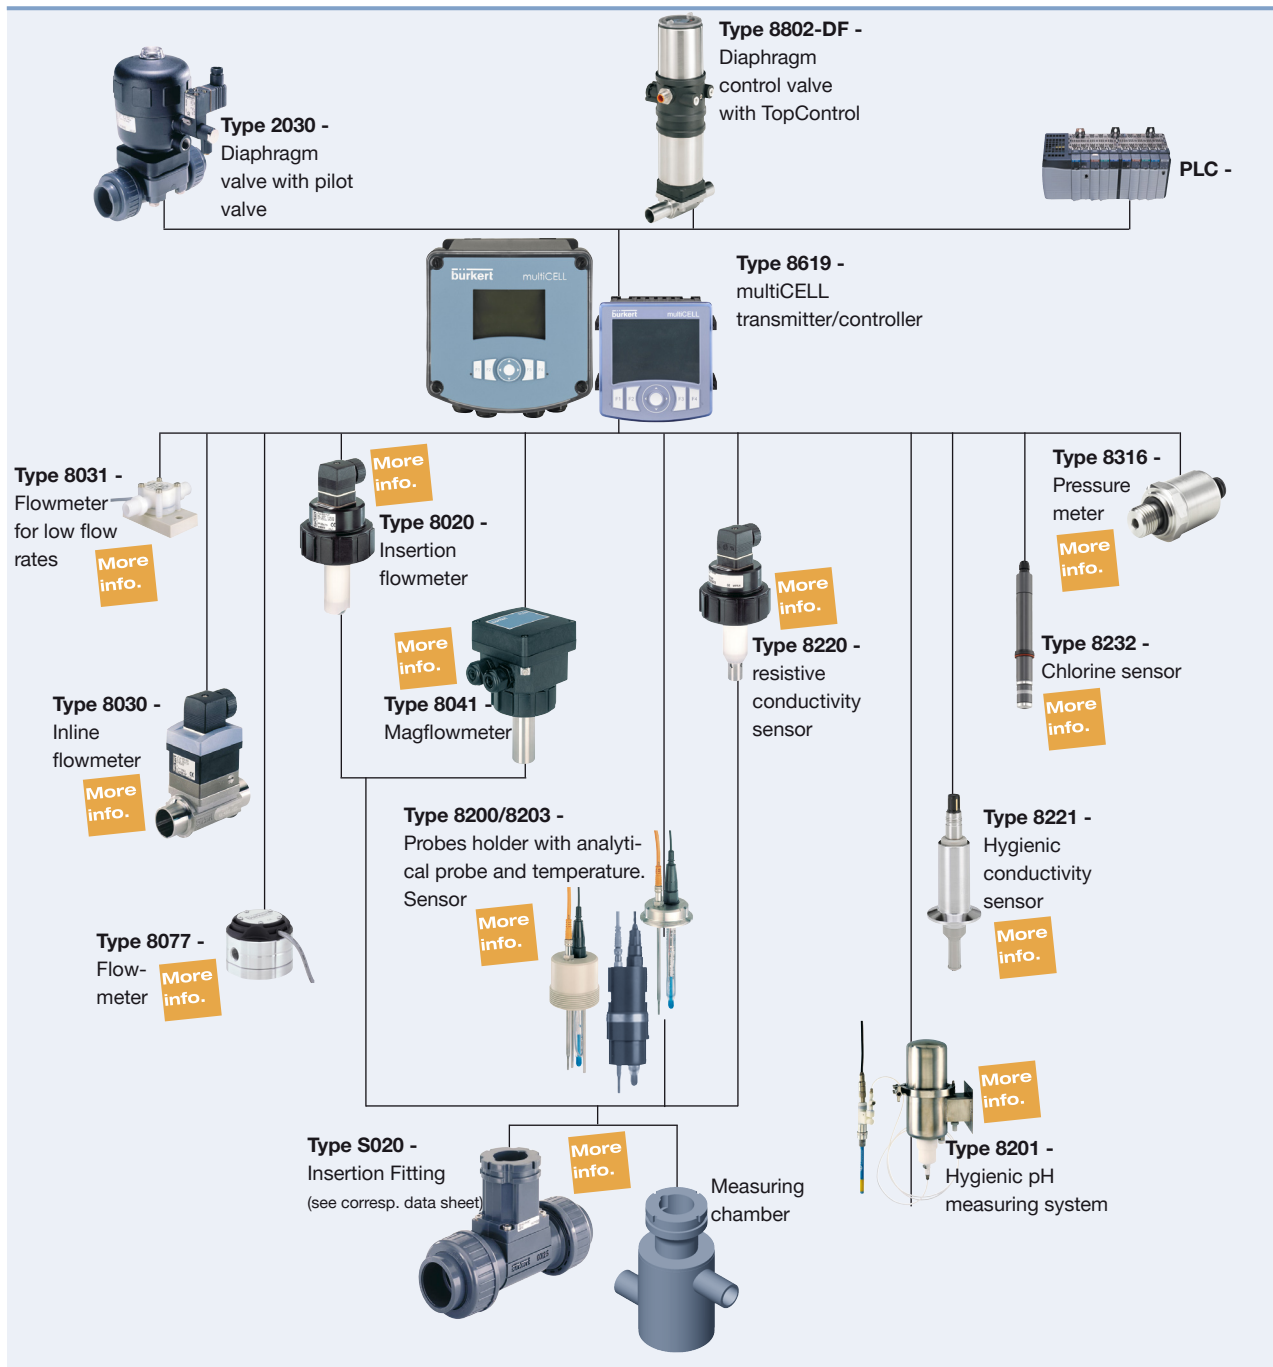 Type 8802-DF -
Diaphragm
control valve
with TopControl
Type 2030 -
Diaphragm
valve with pilot
valve
PLC -
bürkert
multiCELL
Type 8619 -
multiCELL
transmitter/controller
bürkert
multiCELL
F1
F2
F3
F4
Type 8031 -
Flowmeter
for low flow
rates
More
info.
More
info.
Type 8020 -
Insertion
flowmeter
Type 8316 -
Pressure
meter
More
info.
More
info.
Type 8220 -
resistive
conductivity
sensor
Type 8232 -
Chlorine sensor
More
info.
More
info.
Type 8041 -
Magflowmeter
Type 8030 -
Inline
flowmeter
More
info.
Type 8200/8203 -
Probes holder with analyti-
cal probe and temperature.
Sensor
More
info.
Type 8221 -
Hygienic
conductivity
sensor
More
info.
Type 8077 -
Flow-
meter
More
info.
More
info.
Type 8201 -
Hygienic pH
measuring system
Type S020 -
Insertion Fitting
(see corresp. data sheet)
More
info.
Measuring
chamber